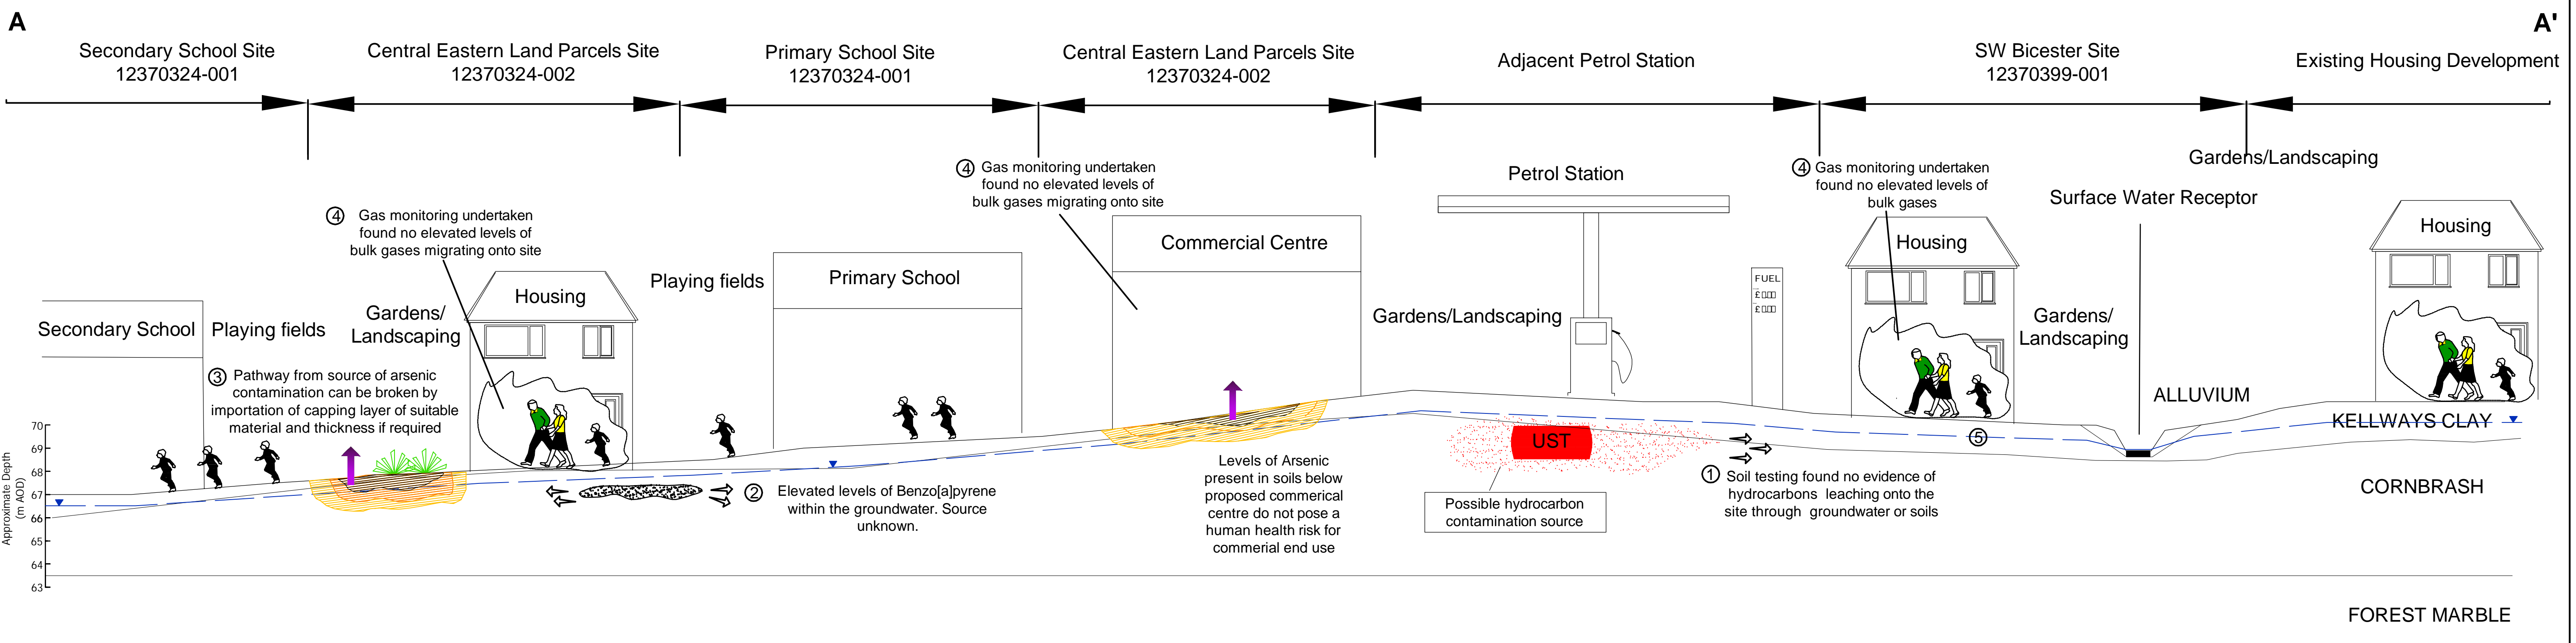 A
A'
Secondary School Site
12370324-001
Central Eastern Land Parcels Site
12370324-002
Primary School Site
12370324-001
Central Eastern Land Parcels Site
12370324-002
Adjacent Petrol Station
SW Bicester Site
12370399-001
Existing Housing Development
4
Gas monitoring undertaken
found no elevated levels of
bulk gases migrating onto site
4
Gas monitoring undertaken
found no elevated levels of
bulk gases migrating onto site
Petrol Station
4
Gas monitoring undertaken
found no elevated levels of
bulk gases
Gardens/Landscaping
Surface Water Receptor
Secondary School
Playing fields
Gardens/
Landscaping
Housing
Playing fields
Primary School
Commercial Centre
Gardens/Landscaping
FUEL
£
£
Housing
Gardens/
Landscaping
Housing
3
Pathway from source of arsenic
contamination can be broken by
importation of capping layer of suitable
material and thickness if required
ALLUVIUM
KELLWAYS CLAY
5
UST
2
Elevated levels of Benzo[a]pyrene
within the groundwater. Source
unknown.
Levels of Arsenic
present in soils below
proposed commerical
centre do not pose a
human health risk for
commerial end use
Possible hydrocarbon
contamination source
1
Soil testing found no evidence of
hydrocarbons leaching onto the
site through groundwater or soils
CORNBRASH
FOREST MARBLE
Approximate Depth
(m AOD)
70
69
68
67
66
65
64
63